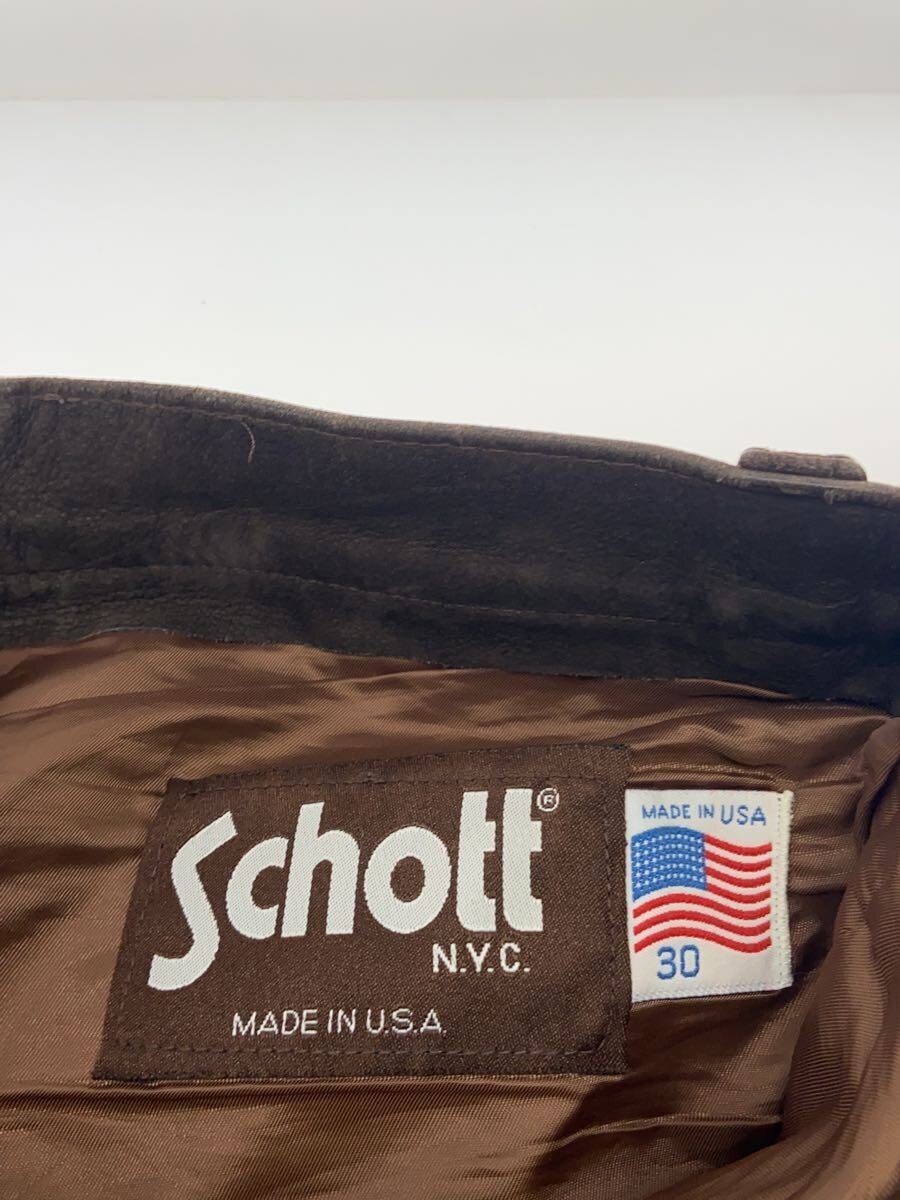 Schott®
N.Y.C.
MADE IN U.S.A.
MADE IN USA
30